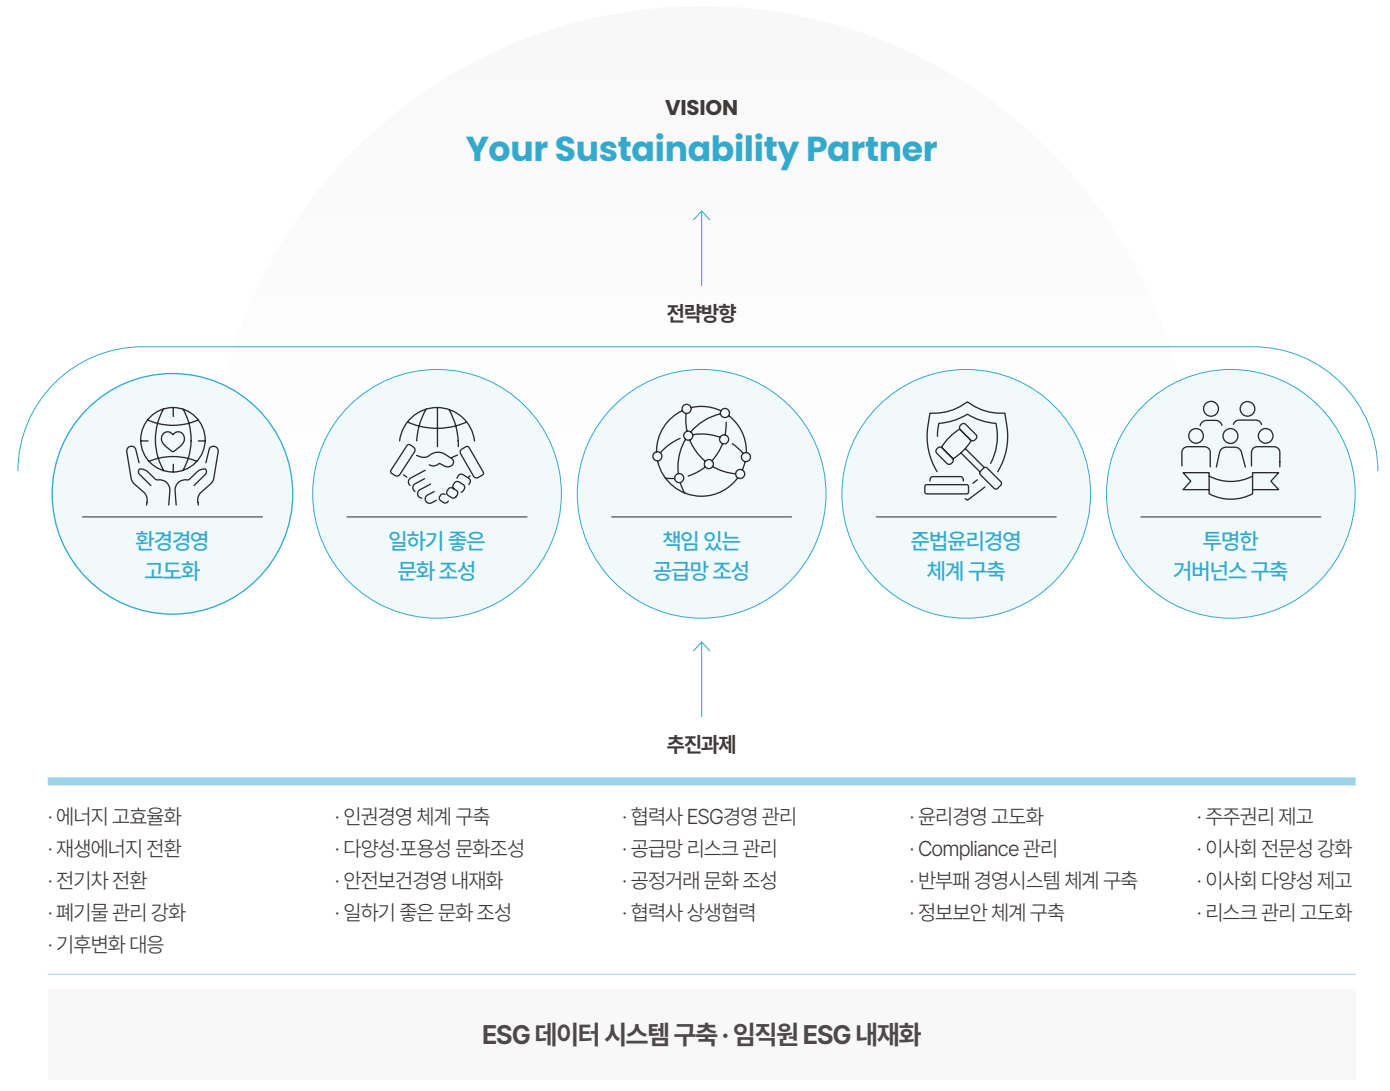 VISION
Your Sustainability Partner
전략방향
환경경영
고도화
일하기 좋은
문화 조성
책임 있는
공급망 조성
준법윤리경영
체계 구축
투명한
거버넌스 구축
추진과제
· 에너지 고효율화
· 재생에너지 전환
· 전기차 전환
· 폐기물 관리 강화
· 기후변화 대응
· 인권경영 체계 구축
· 다양성·포용성 문화조성
· 안전보건경영 내재화
· 일하기 좋은 문화 조성
· 협력사 ESG경영 관리
· 공급망 리스크 관리
· 공정거래 문화 조성
· 협력사 상생협력
· 윤리경영 고도화
· Compliance 관리
· 반부패 경영시스템 체계 구축
· 정보보안 체계 구축
· 주주권리 제고
· 이사회 전문성 강화
· 이사회 다양성 제고
· 리스크 관리 고도화
ESG 데이터 시스템 구축 · 임직원 ESG 내재화